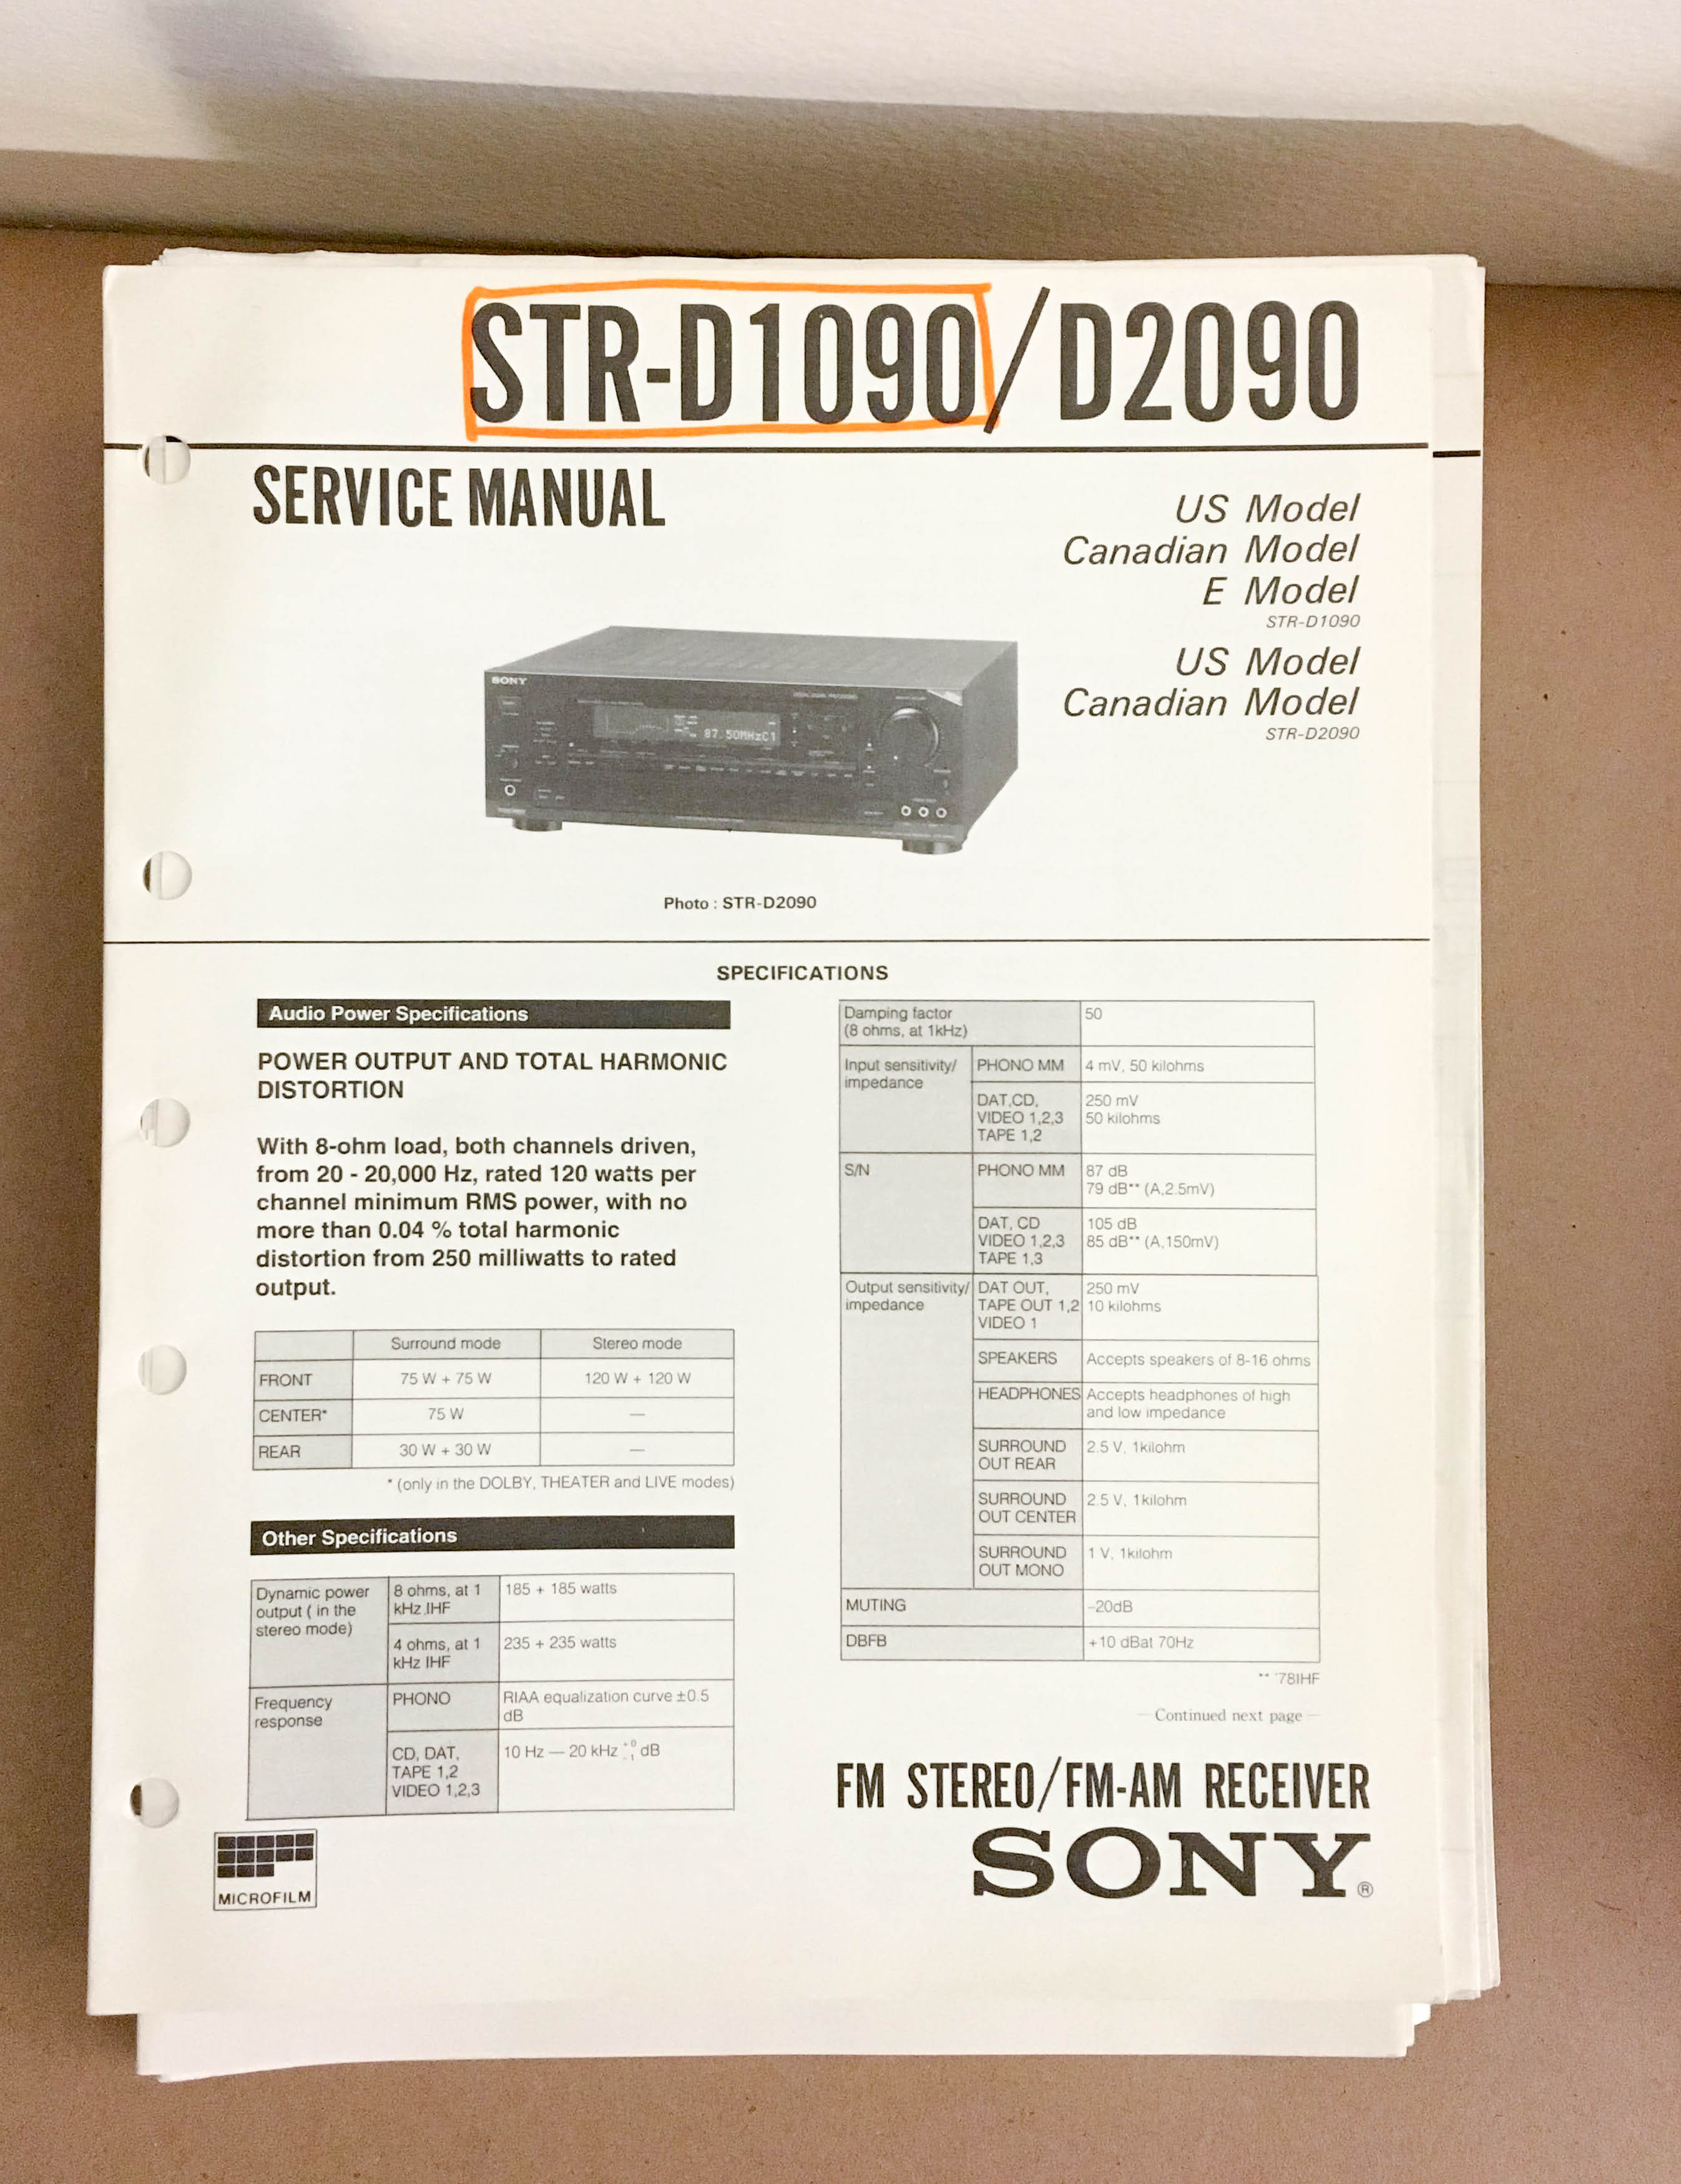 STR-D1090/D2090
SERVICE MANUAL
US Model
Canadian Model
E Model
STR-D1090
US Model
Canadian Model
STR-D2090
SONY
87.50MHzC1
Photo : STR-D2090
SPECIFICATIONS
Audio Power Specifications
POWER OUTPUT AND TOTAL HARMONIC
DISTORTION
With 8-ohm load, both channels driven,
from 20 - 20,000 Hz, rated 120 watts per
channel minimum RMS power, with no
more than 0.04 % total harmonic
distortion from 250 milliwatts to rated
output.
Surround mode Stereo mode
FRONT 75 W + 75 W 120 W + 120 W
CENTER* 75 W —
REAR 30 W + 30 W —
* (only in the DOLBY, THEATER and LIVE modes)
Other Specifications
Dynamic power 8 ohms, at 1 185 + 185 watts
output ( in the kHz IHF
stereo mode)
4 ohms, at 1 235 + 235 watts
kHz IHF
Frequency PHONO RIAA equalization curve ±0.5
response dB
CD, DAT, 10 Hz — 20 kHz +0 -1 dB
TAPE 1,2
VIDEO 1,2,3
MICROFILM
Damping factor 50
(8 ohms, at 1kHz)
Input sensitivity/ PHONO MM 4 mV, 50 kilohms
impedance
DAT,CD, 250 mV
VIDEO 1,2,3 50 kilohms
TAPE 1,2
S/N PHONO MM 87 dB
79 dB** (A,2.5mV)
DAT, CD 105 dB
VIDEO 1,2,3 85 dB** (A,150mV)
TAPE 1,3
Output sensitivity/ DAT OUT, 250 mV
impedance TAPE OUT 1,2 10 kilohms
VIDEO 1
SPEAKERS Accepts speakers of 8-16 ohms
HEADPHONES Accepts headphones of high
and low impedance
SURROUND 2.5 V, 1kilohm
OUT REAR
SURROUND 2.5 V, 1kilohm
OUT CENTER
SURROUND 1 V, 1kilohm
OUT MONO
MUTING -20dB
DBFB +10 dBat 70Hz
** '78IHF
— Continued next page —
FM STEREO/FM-AM RECEIVER
SONY®